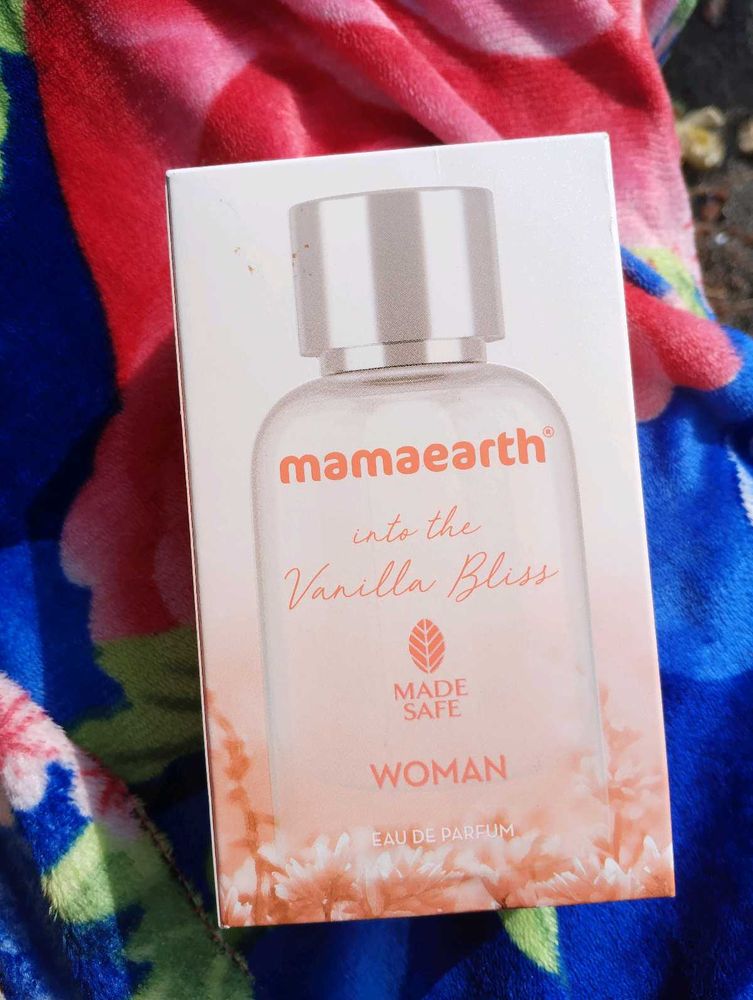 mamaearth®
into the
Vanilla Bliss
MADE
SAFE
WOMAN
EAU DE PARFUM